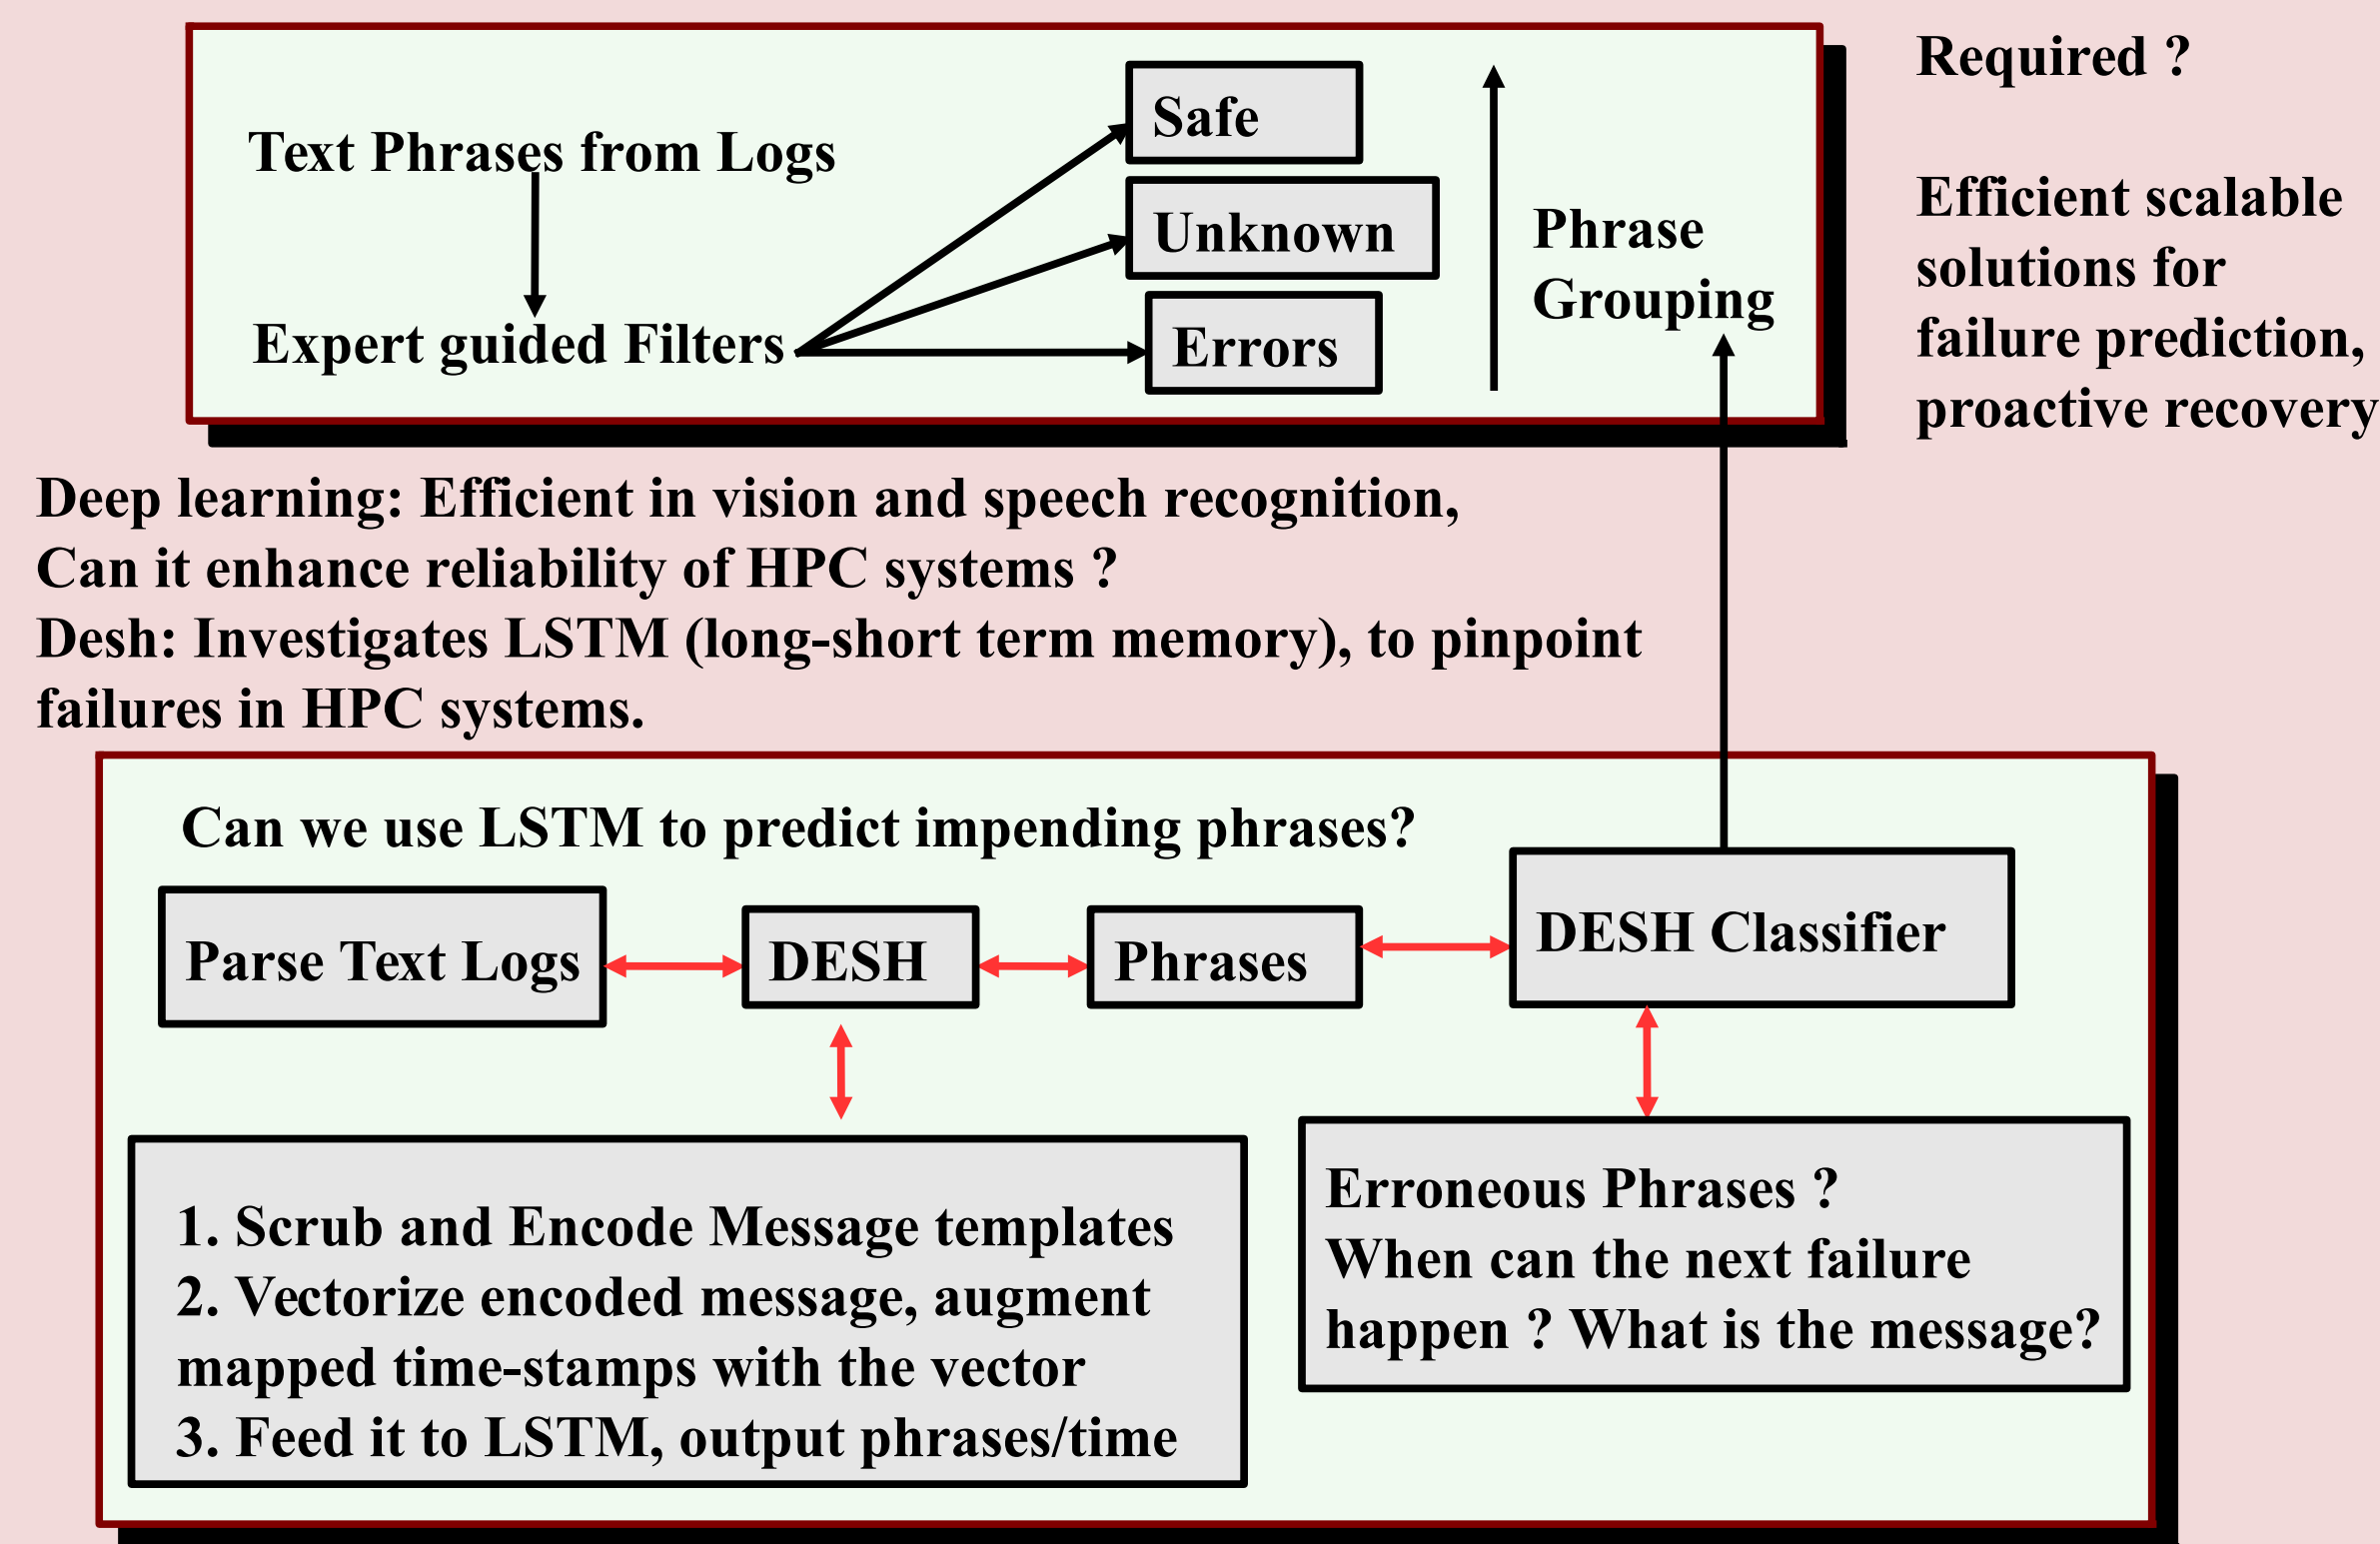 Text Phrases from Logs
Expert guided Filters
Safe
Unknown
Errors
Phrase
Grouping
Required ?
Efficient scalable
solutions for
failure prediction,
proactive recovery
Deep learning: Efficient in vision and speech recognition,
Can it enhance reliability of HPC systems ?
Desh: Investigates LSTM (long-short term memory), to pinpoint
failures in HPC systems.
Can we use LSTM to predict impending phrases?
Parse Text Logs
DESH
Phrases
DESH Classifier
1. Scrub and Encode Message templates
2. Vectorize encoded message, augment
mapped time-stamps with the vector
3. Feed it to LSTM, output phrases/time
Erroneous Phrases ?
When can the next failure
happen ? What is the message?